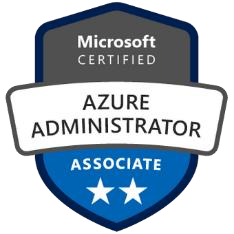 Microsoft
CERTIFIED
AZURE
ADMINISTRATOR
ASSOCIATE